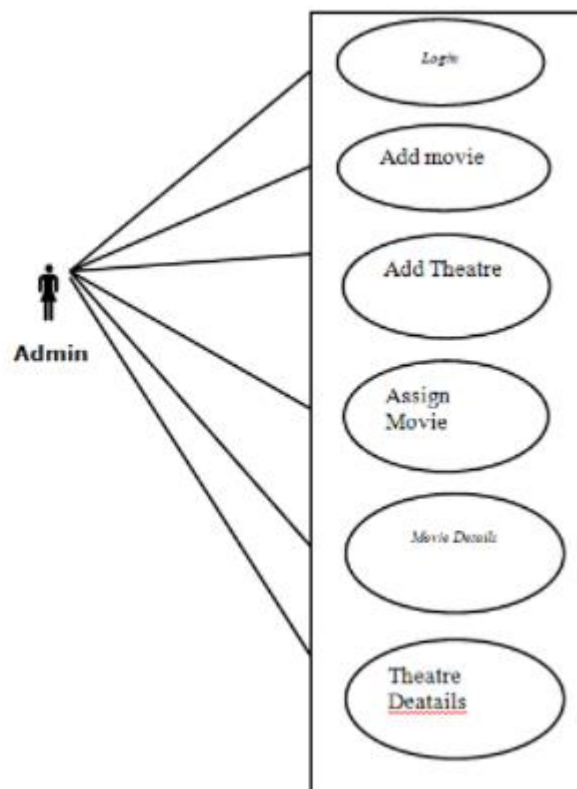 Login
Add movie
Add Theatre
Admin
Assign
Movie
Movie Details
Theatre
Deatails